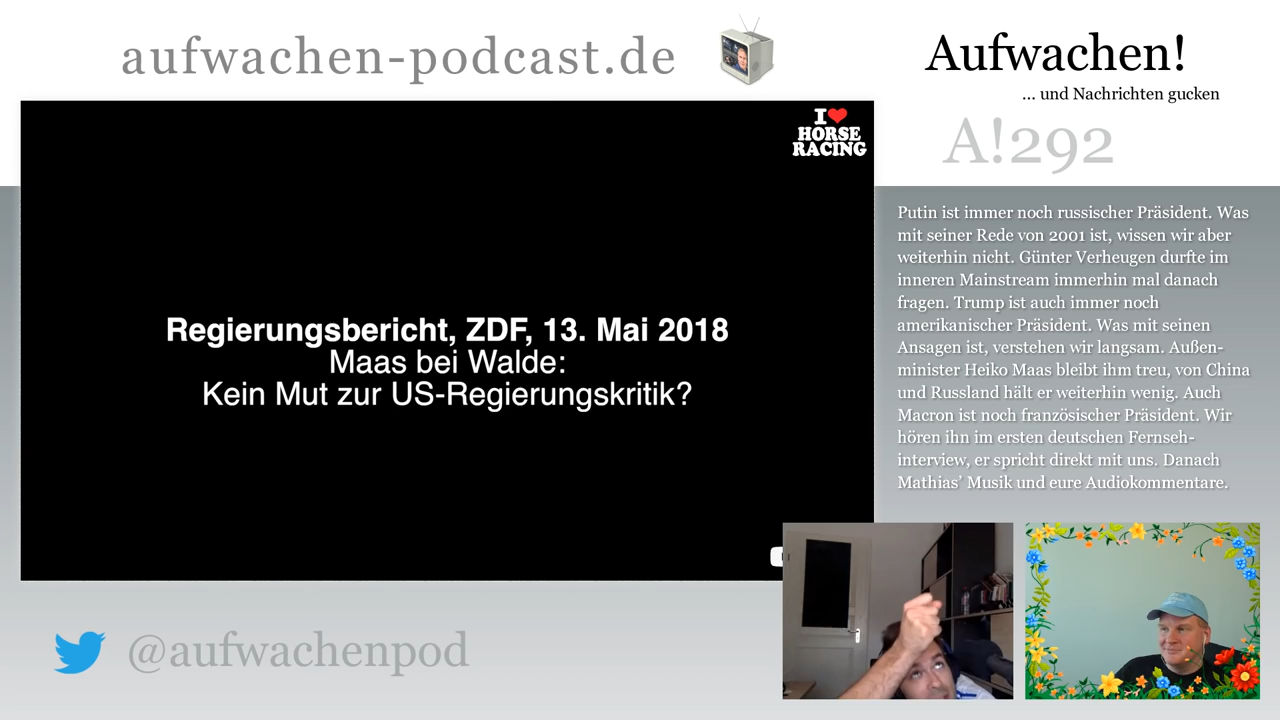 aufwachen-podcast.de
Aufwachen!
... und Nachrichten gucken
A!292
I
HORSE
RACING
Regierungsbericht, ZDF, 13. Mai 2018
Maas bei Walde:
Kein Mut zur US-Regierungskritik?
Putin ist immer noch russischer Präsident. Was
mit seiner Rede von 2001 ist, wissen wir aber
weiterhin nicht. Günter Verheugen durfte im
inneren Mainstream immerhin mal danach
fragen. Trump ist auch immer noch
amerikanischer Präsident. Was mit seinen
Ansagen ist, verstehen wir langsam. Außen-
minister Heiko Maas bleibt ihm treu, von China
und Russland hält er weiterhin wenig. Auch
Macron ist noch französischer Präsident. Wir
hören ihn im ersten deutschen Fernseh-
interview, er spricht direkt mit uns. Danach
Mathias’ Musik und eure Audiokommentare.
@aufwachenpod